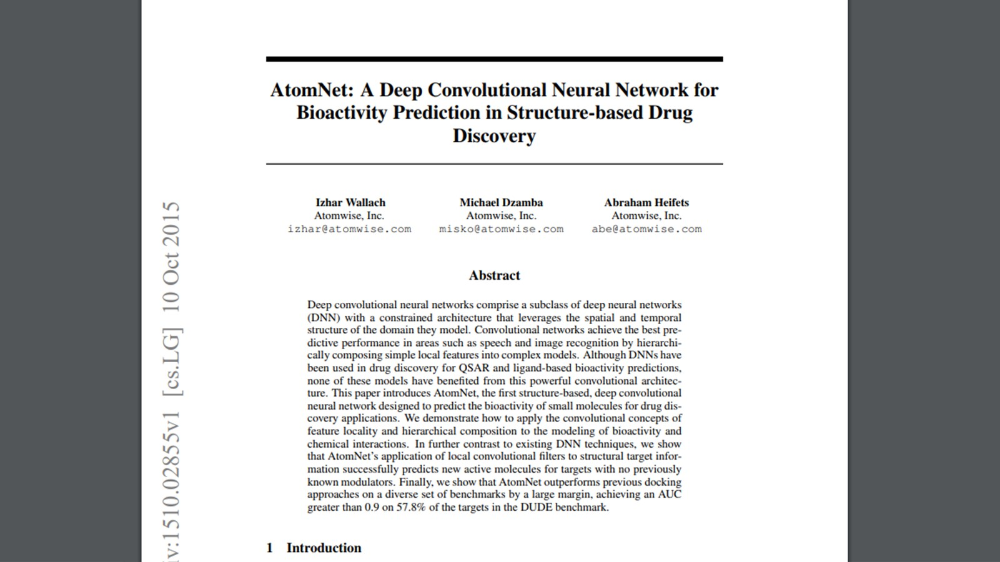 AtomNet: A Deep Convolutional Neural Network for
Bioactivity Prediction in Structure-based Drug
Discovery
Izhar Wallach
Atomwise, Inc.
izhar@atomwise.com
Michael Dzamba
Atomwise, Inc.
misko@atomwise.com
Abraham Heifets
Atomwise, Inc.
abe@atomwise.com
Abstract
Deep convolutional neural networks comprise a subclass of deep neural networks
(DNN) with a constrained architecture that leverages the spatial and temporal
structure of the domain they model. Convolutional networks achieve the best pre-
dictive performance in areas such as speech and image recognition by hierarchi-
cally composing simple local features into complex models. Although DNNs have
been used in drug discovery for QSAR and ligand-based bioactivity predictions,
none of these models have benefited from this powerful convolutional architec-
ture. This paper introduces AtomNet, the first structure-based, deep convolutional
neural network designed to predict the bioactivity of small molecules for drug dis-
covery applications. We demonstrate how to apply the convolutional concepts of
feature locality and hierarchical composition to the modeling of bioactivity and
chemical interactions. In further contrast to existing DNN techniques, we show
that AtomNet's application of local convolutional filters to structural target infor-
mation successfully predicts new active molecules for targets with no previously
known modulators. Finally, we show that AtomNet outperforms previous docking
approaches on a diverse set of benchmarks by a large margin, achieving an AUC
greater than 0.9 on 57.8% of the targets in the DUDE benchmark.
1 Introduction
iv:1510.02855v1 [cs.LG] 10 Oct 2015